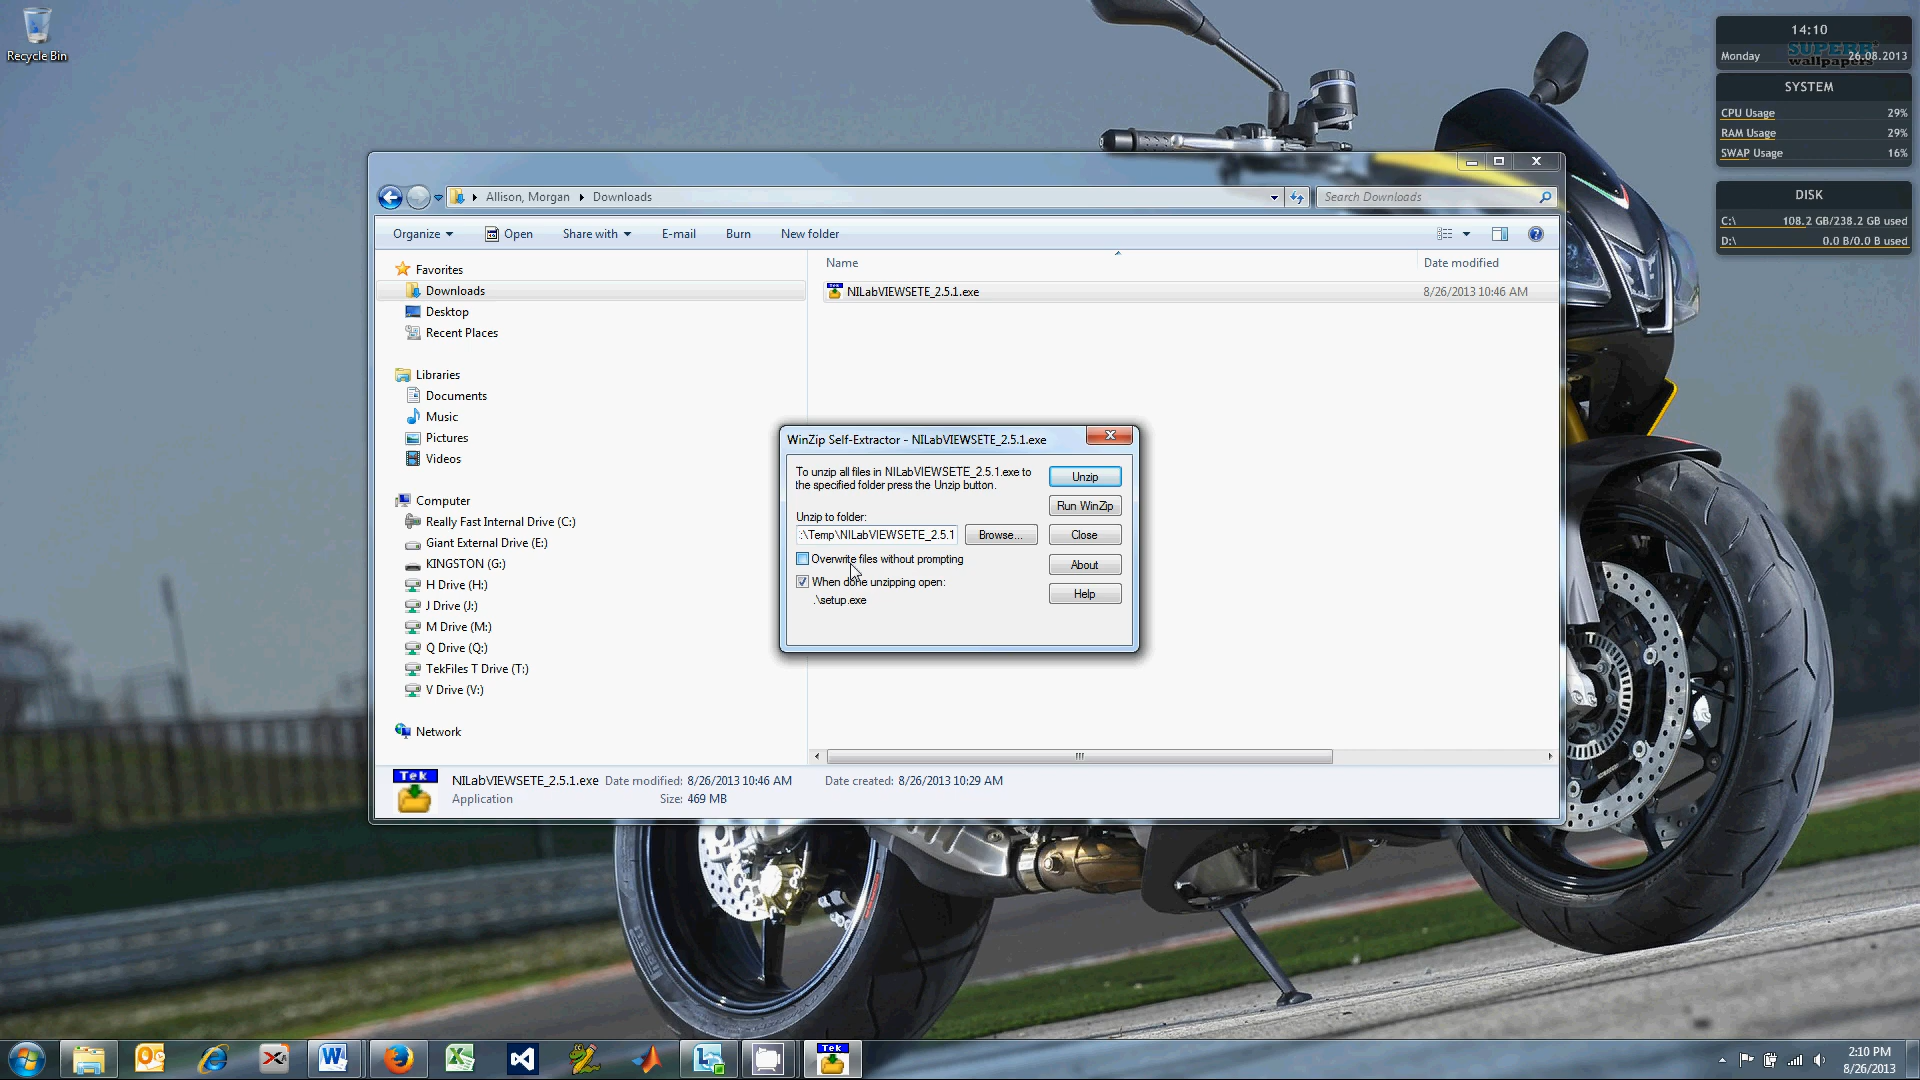 Recycle Bin
14:10
SUPERB
wallpapers
Monday 26.08.2013
SYSTEM
CPU Usage 29%
RAM Usage 29%
SWAP Usage 16%
DISK
C:\ 108.2 GB/238.2 GB used
D:\ 0.0 B/0.0 B used
Allison, Morgan Downloads
Search Downloads
Organize Open Share with E-mail Burn New folder
Name Date modified
NILabVIEWSETE_2.5.1.exe 8/26/2013 10:46 AM
Favorites
Downloads
Desktop
Recent Places
Libraries
Documents
Music
Pictures
Videos
Computer
Really Fast Internal Drive (C:)
Giant External Drive (E:)
KINGSTON (G:)
H Drive (H:)
J Drive (J:)
M Drive (M:)
Q Drive (Q:)
TekFiles T Drive (T:)
V Drive (V:)
Network
WinZip Self-Extractor - NILabVIEWSETE_2.5.1.exe
To unzip all files in NILabVIEWSETE_2.5.1.exe to
the specified folder press the Unzip button.
Unzip to folder:
:\Temp\NILabVIEWSETE_2.5.1
Browse...
Overwrite files without prompting
When done unzipping open:
.\setup.exe
Unzip
Run WinZip
Close
About
Help
Tek
NILabVIEWSETE_2.5.1.exe Date modified: 8/26/2013 10:46 AM Date created: 8/26/2013 10:29 AM
Application Size: 469 MB
Tek
2:10 PM
8/26/2013